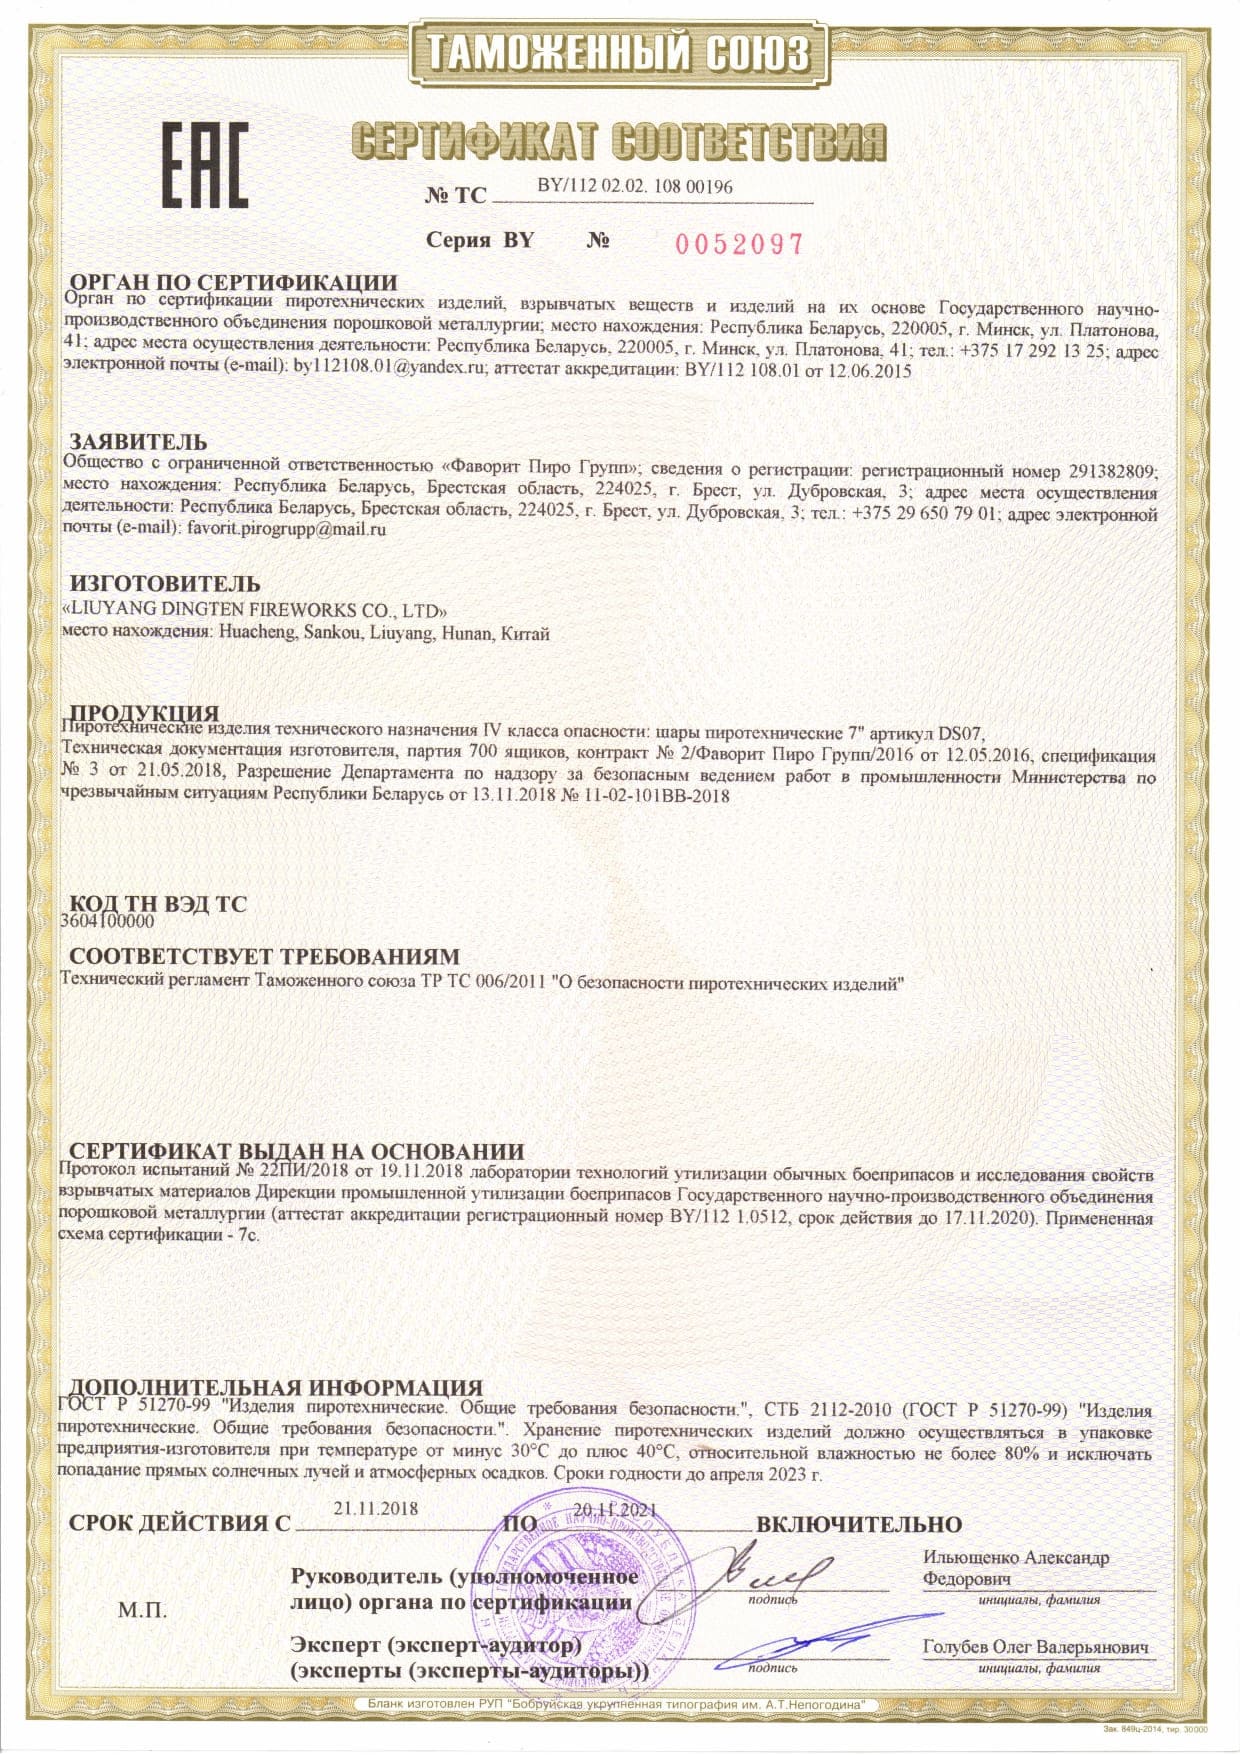 ТАМОЖЕННЫЙ СОЮЗ
ЕАС
СЕРТИФИКАТ СООТВЕТСТВИЯ
№ ТС BY/112 02.02. 108 00196
Серия BY № 0052097
ОРГАН ПО СЕРТИФИКАЦИИ
Орган по сертификации пиротехнических изделий, взрывчатых веществ и изделий на их основе Государственного научно-
производственного объединения порошковой металлургии; место нахождения: Республика Беларусь, 220005, г. Минск, ул. Платонова,
41; адрес места осуществления деятельности: Республика Беларусь, 220005, г. Минск, ул. Платонова, 41; тел.: +375 17 292 13 25; адрес
электронной почты (e-mail): by112108.01@yandex.ru; аттестат аккредитации: BY/112 108.01 от 12.06.2015
ЗАЯВИТЕЛЬ
Общество с ограниченной ответственностью «Фаворит Пиро Групп»; сведения о регистрации: регистрационный номер 291382809;
место нахождения: Республика Беларусь, Брестская область, 224025, г. Брест, ул. Дубровская, 3; адрес места осуществления
деятельности: Республика Беларусь, Брестская область, 224025, г. Брест, ул. Дубровская, 3; тел.: +375 29 650 79 01; адрес электронной
почты (e-mail): favorit.pirogrupp@mail.ru
ИЗГОТОВИТЕЛЬ
«LIUYANG DINGTEN FIREWORKS CO., LTD»
место нахождения: Huacheng, Sankou, Liuyang, Hunan, Китай
ПРОДУКЦИЯ
Пиротехнические изделия технического назначения IV класса опасности: шары пиротехнические 7" артикул DS07,
Техническая документация изготовителя, партия 700 ящиков, контракт № 2/Фаворит Пиро Групп/2016 от 12.05.2016, спецификация
№ 3 от 21.05.2018, Разрешение Департамента по надзору за безопасным ведением работ в промышленности Министерства по
чрезвычайным ситуациям Республики Беларусь от 13.11.2018 № 11-02-101ВВ-2018
КОД ТН ВЭД ТС
3604100000
СООТВЕТСТВУЕТ ТРЕБОВАНИЯМ
Технический регламент Таможенного союза ТР ТС 006/2011 "О безопасности пиротехнических изделий"
СЕРТИФИКАТ ВЫДАН НА ОСНОВАНИИ
Протокол испытаний № 22ПИ/2018 от 19.11.2018 лаборатории технологий утилизации обычных боеприпасов и исследования свойств
взрывчатых материалов Дирекции промышленной утилизации боеприпасов Государственного научно-производственного объединения
порошковой металлургии (аттестат аккредитации регистрационный номер BY/112 1.0512, срок действия до 17.11.2020). Примененная
схема сертификации - 7с.
ДОПОЛНИТЕЛЬНАЯ ИНФОРМАЦИЯ
ГОСТ Р 51270-99 "Изделия пиротехнические. Общие требования безопасности.", СТБ 2112-2010 (ГОСТ Р 51270-99) "Изделия
пиротехнические. Общие требования безопасности.". Хранение пиротехнических изделий должно осуществляться в упаковке
предприятия-изготовителя при температуре от минус 30°С до плюс 40°С, относительной влажностью не более 80% и исключать
попадание прямых солнечных лучей и атмосферных осадков. Сроки годности до апреля 2023 г.
СРОК ДЕЙСТВИЯ С 21.11.2018 ПО 20.11.2021 ВКЛЮЧИТЕЛЬНО
Руководитель (уполномоченное
лицо) органа по сертификации
подпись
Ильющенко Александр
Федорович
инициалы, фамилия
М.П.
Эксперт (эксперт-аудитор)
(эксперты (эксперты-аудиторы))
подпись
Голубев Олег Валерьянович
инициалы, фамилия
Бланк изготовлен РУП "Бобруйская укрупненная типография им. А.Т.Непогодина"
Зак. 849ц-2014, тир. 30000